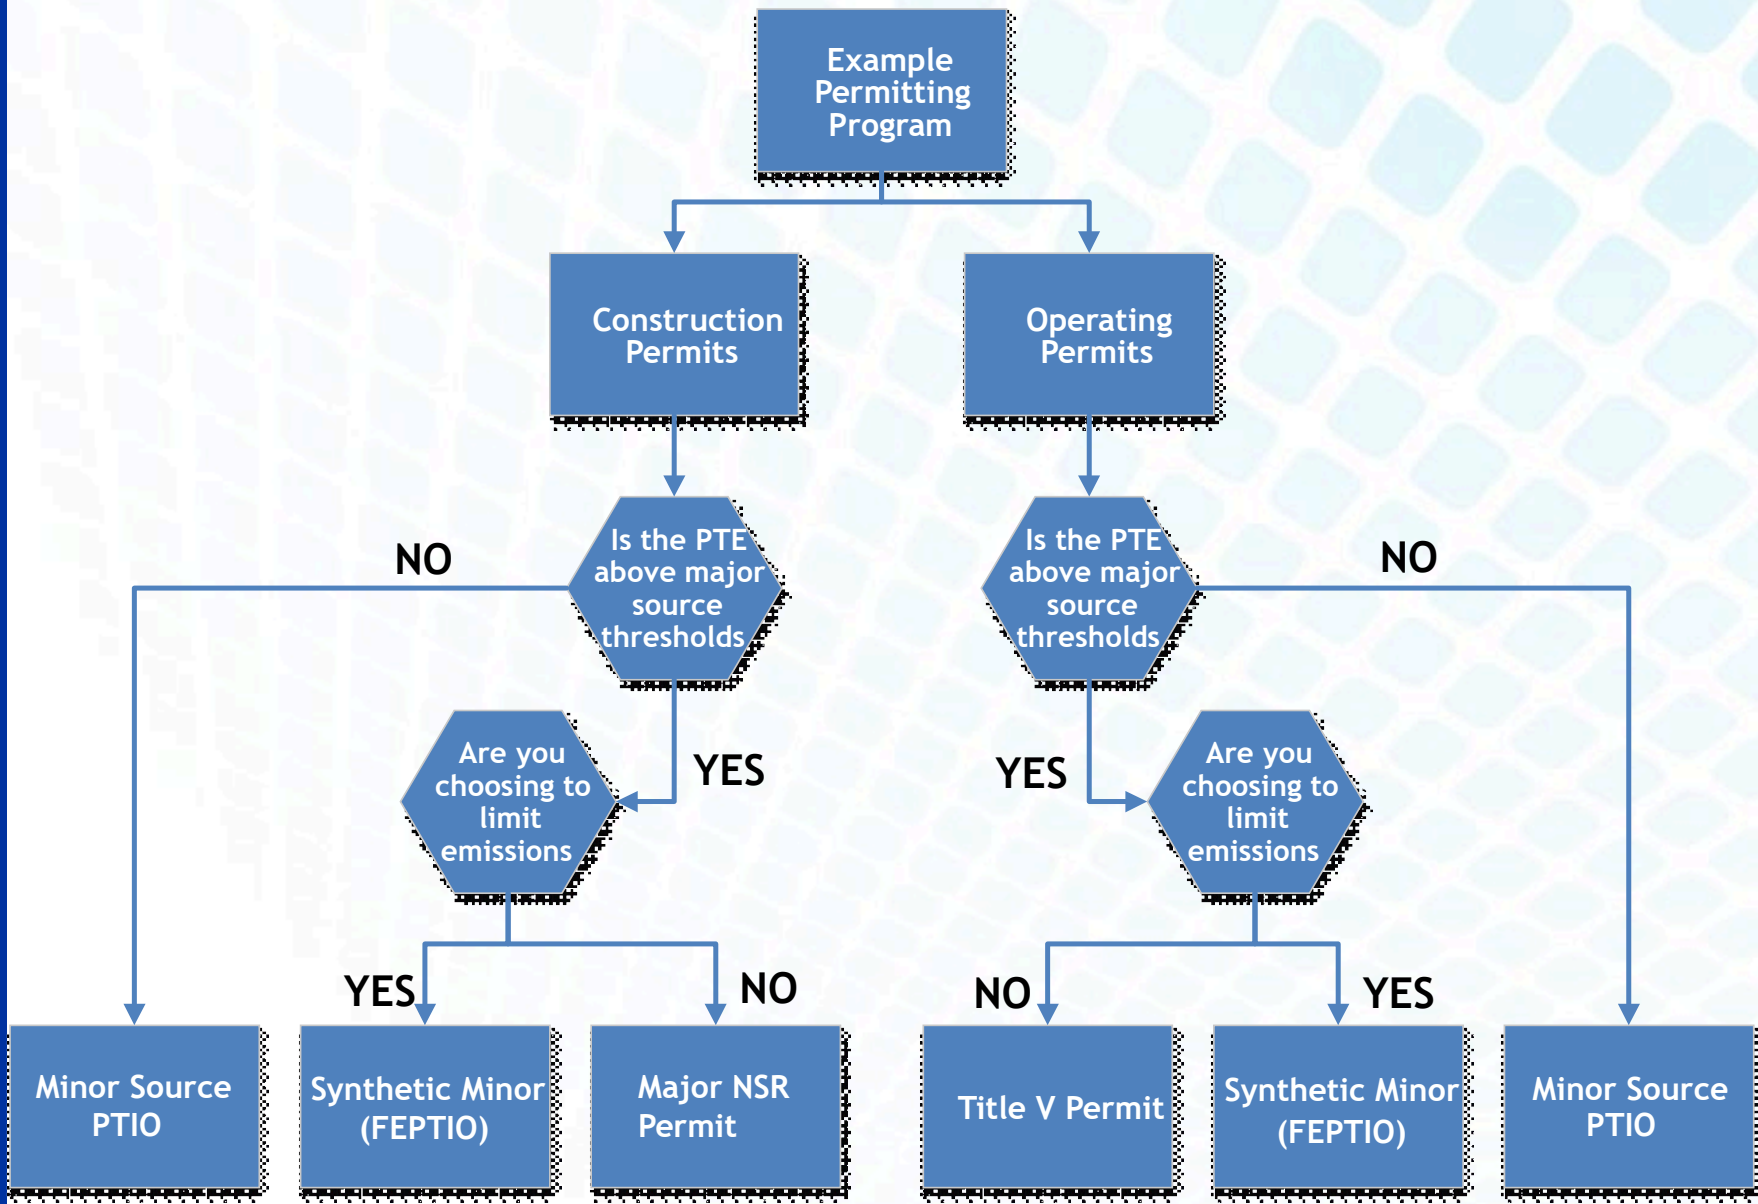 Example
Permitting
Program
Construction
Permits
Operating
Permits
Is the PTE
above major
source
thresholds
Is the PTE
above major
source
thresholds
NO
NO
YES
YES
Are you
choosing to
limit
emissions
Are you
choosing to
limit
emissions
YES
NO
NO
YES
Minor Source
PTIO
Synthetic Minor
(FEPTIO)
Major NSR
Permit
Title V Permit
Synthetic Minor
(FEPTIO)
Minor Source
PTIO